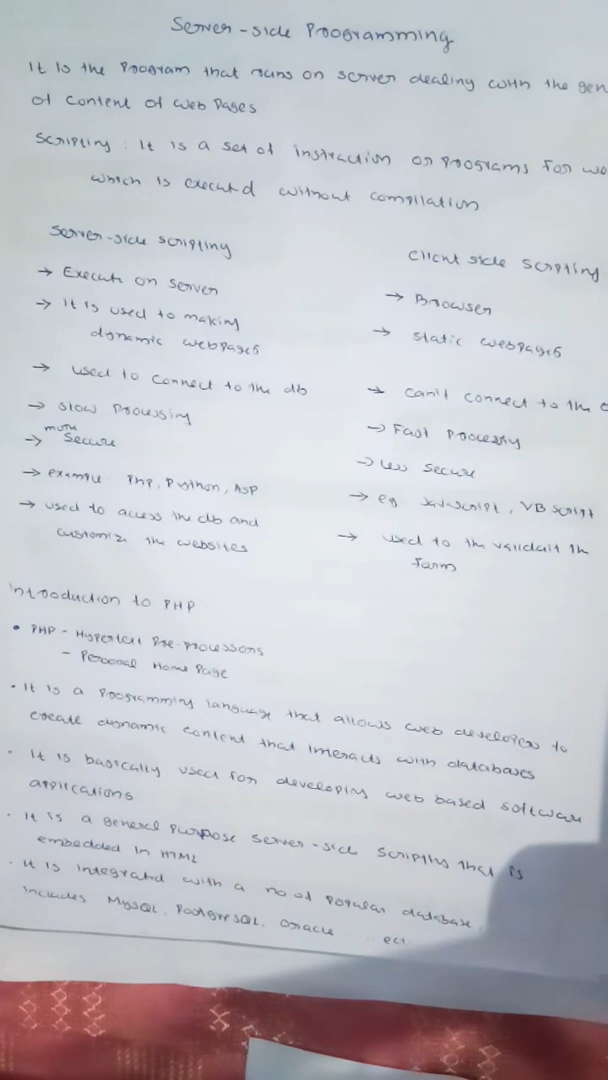 Server-side Programming
It is the Program that runs on server dealing with the gen
of content of web Pages
Scripting : It is a set of instruction or programs for we
which is executed without compilation
Server-side scripting
→ Execute on server
→ It is used to making
dynamic webpages
→ used to connect to the db
→ slow Processing
more
→ Secure
→ example : PHP, Python, ASP
→ used to access the db and
customize the websites
Client side scripting
→ Browser
→ static webpages
→ can't connect to the
→ Fast Processing
→ less secure
→ eg Javascript, VB script
→ used to the validait the
form
Introduction to PHP
• PHP - Hypertext Pre-processors
- Personal Home Page
• It is a Programming language that allows web developers to
create dynamic content that interacts with databases
• It is basically used for developing web based software
applications
• It is a general purpose server-side scripting that is
embedded in HTML
• It is integrated with a no of popular database
includes MySQL, PostgreSQL, Oracle ... ect